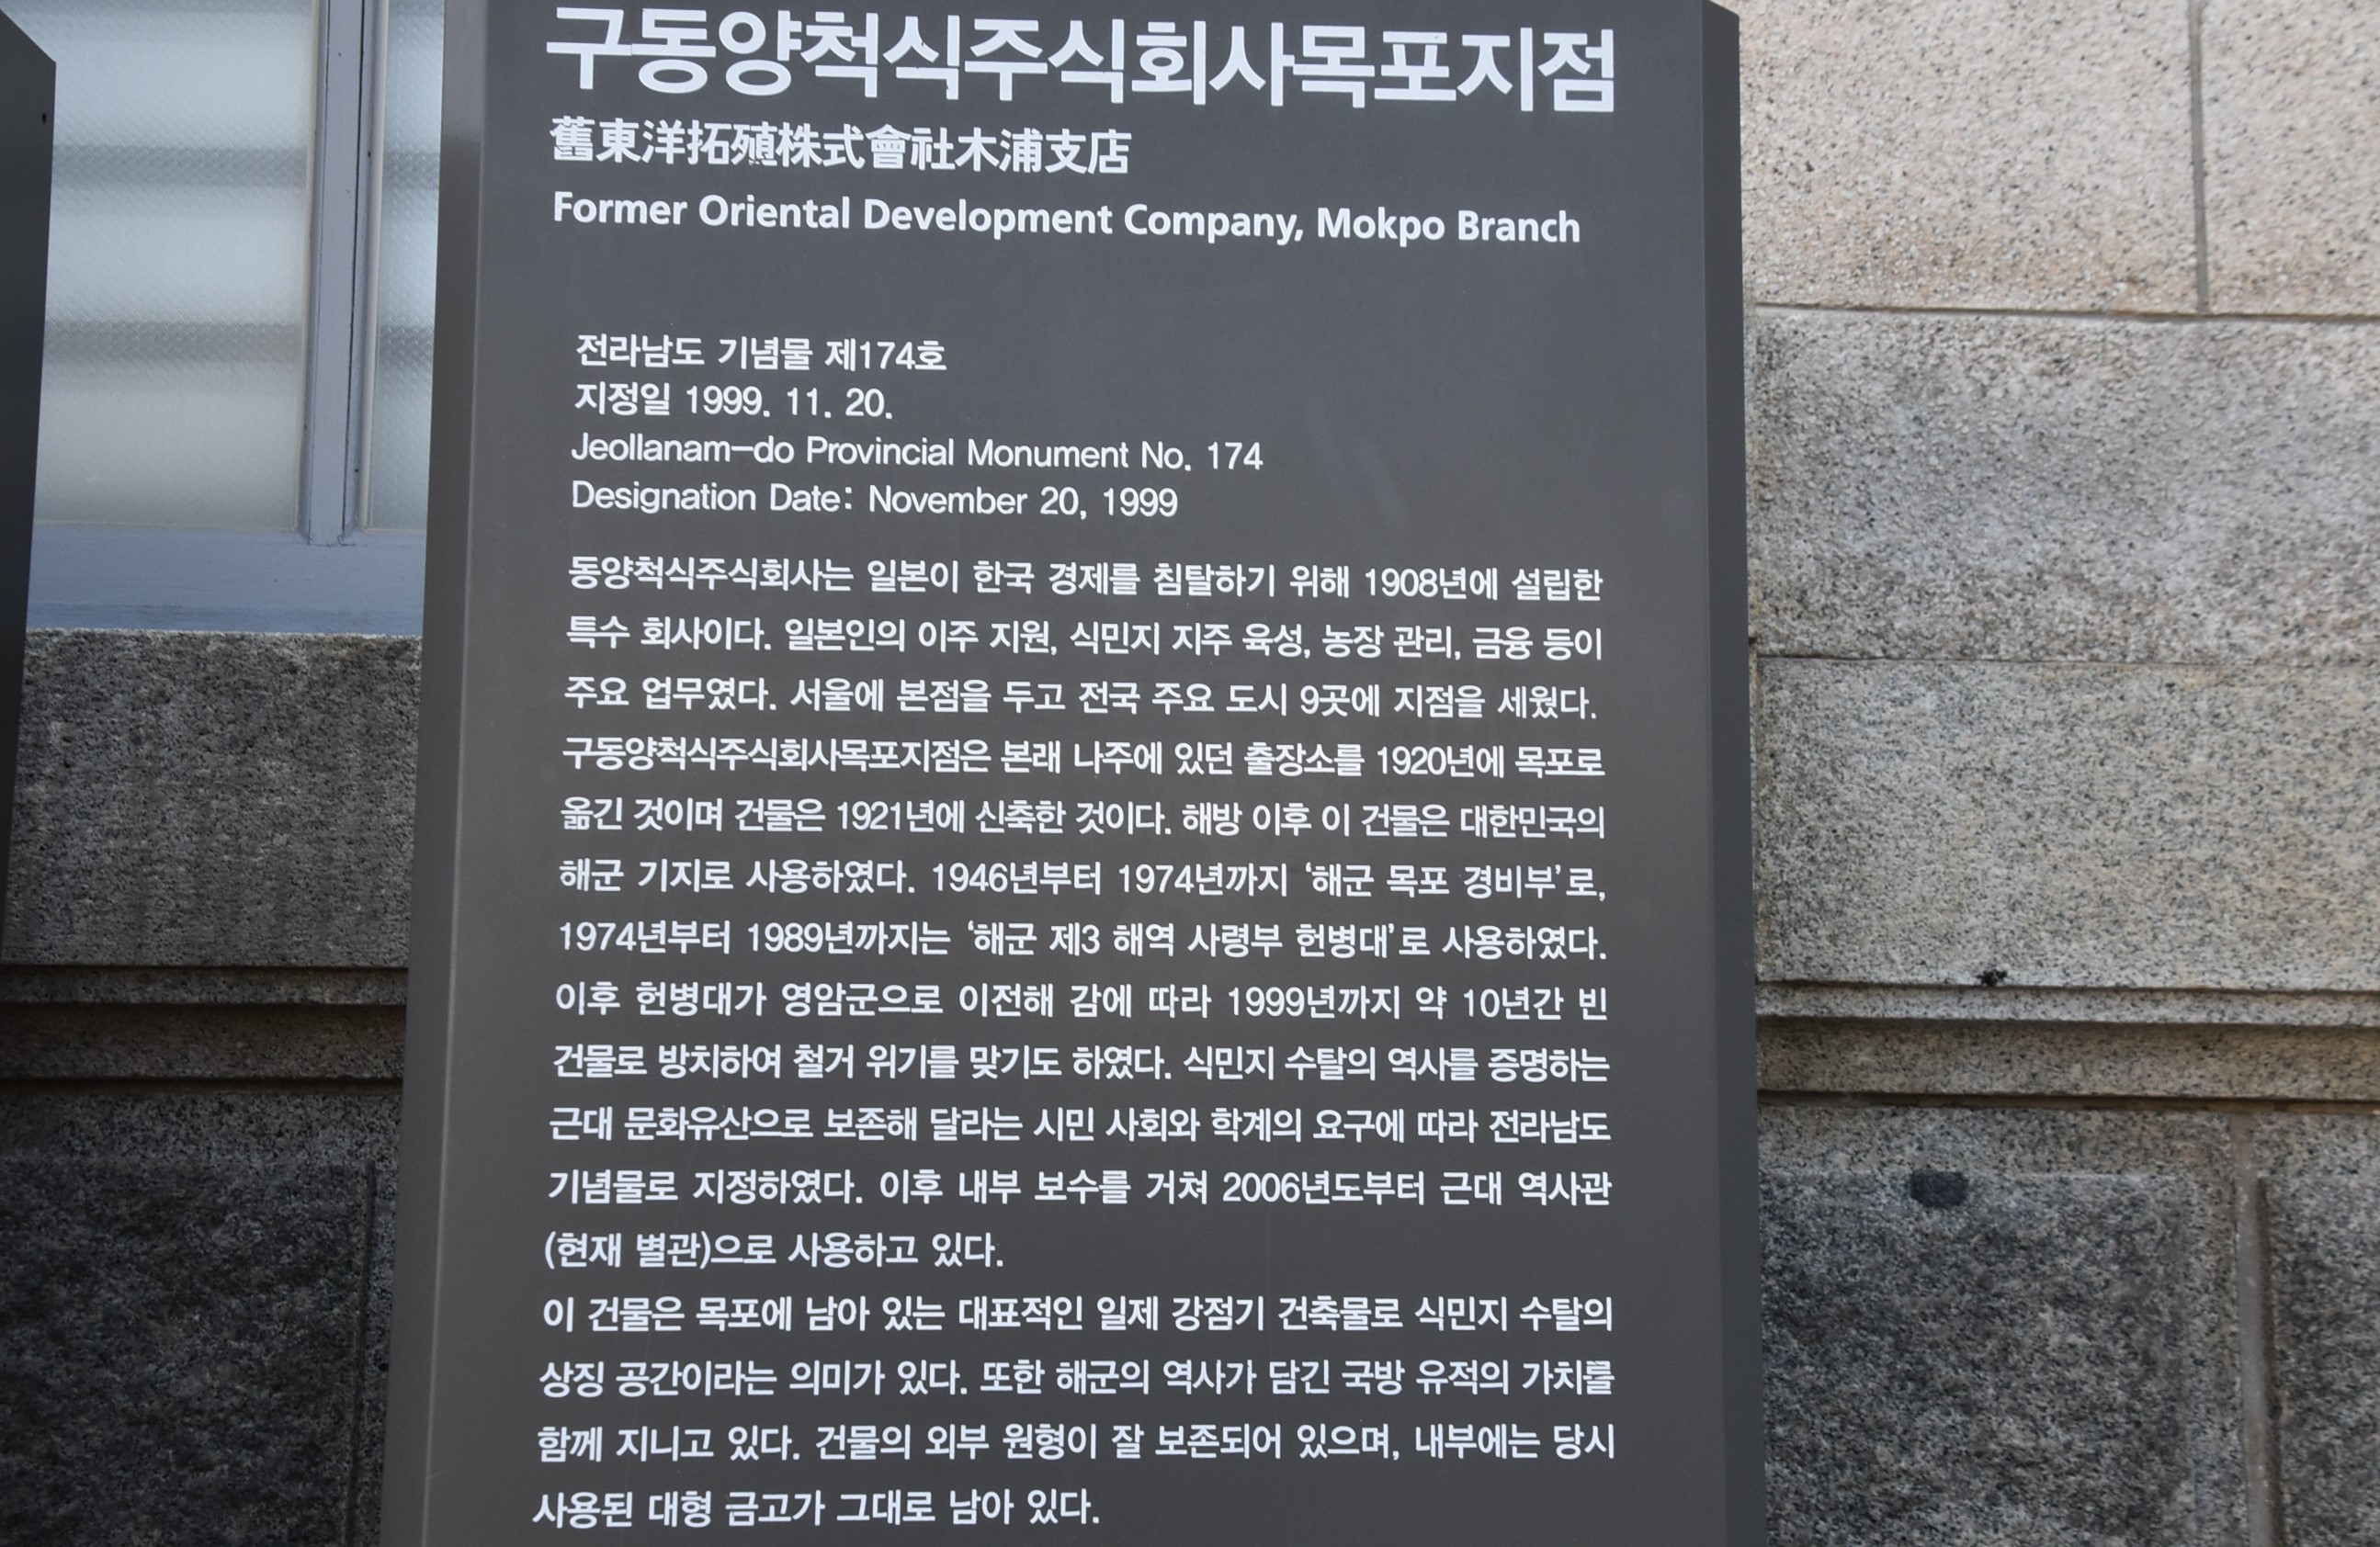 구동양척식주식회사목포지점
舊東洋拓殖株式會社木浦支店
Former Oriental Development Company, Mokpo Branch
전라남도 기념물 제174호
지정일 1999. 11. 20.
Jeollanam-do Provincial Monument No. 174
Designation Date: November 20, 1999
동양척식주식회사는 일본이 한국 경제를 침탈하기 위해 1908년에 설립한
특수 회사이다. 일본인의 이주 지원, 식민지 지주 육성, 농장 관리, 금융 등이
주요 업무였다. 서울에 본점을 두고 전국 주요 도시 9곳에 지점을 세웠다.
구동양척식주식회사목포지점은 본래 나주에 있던 출장소를 1920년에 목포로
옮긴 것이며 건물은 1921년에 신축한 것이다. 해방 이후 이 건물은 대한민국의
해군 기지로 사용하였다. 1946년부터 1974년까지 ‘해군 목포 경비부’로,
1974년부터 1989년까지는 ‘해군 제3 해역 사령부 헌병대’로 사용하였다.
이후 헌병대가 영암군으로 이전해 감에 따라 1999년까지 약 10년간 빈
건물로 방치하여 철거 위기를 맞기도 하였다. 식민지 수탈의 역사를 증명하는
근대 문화유산으로 보존해 달라는 시민 사회와 학계의 요구에 따라 전라남도
기념물로 지정하였다. 이후 내부 보수를 거쳐 2006년도부터 근대 역사관
(현재 별관)으로 사용하고 있다.
이 건물은 목포에 남아 있는 대표적인 일제 강점기 건축물로 식민지 수탈의
상징 공간이라는 의미가 있다. 또한 해군의 역사가 담긴 국방 유적의 가치를
함께 지니고 있다. 건물의 외부 원형이 잘 보존되어 있으며, 내부에는 당시
사용된 대형 금고가 그대로 남아 있다.